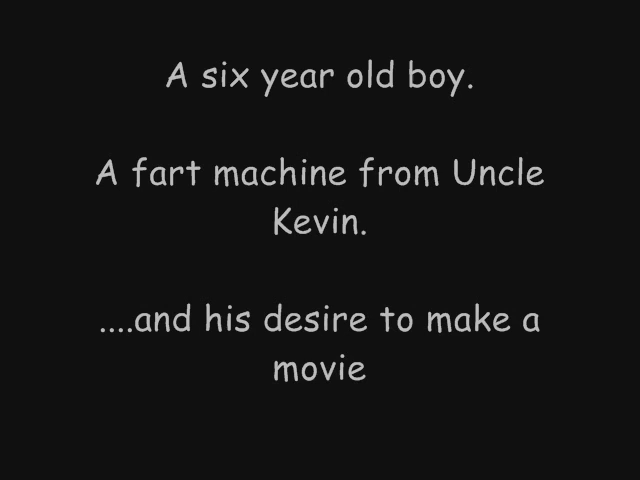 A six year old boy.
A fart machine from Uncle
Kevin.
....and his desire to make a
movie